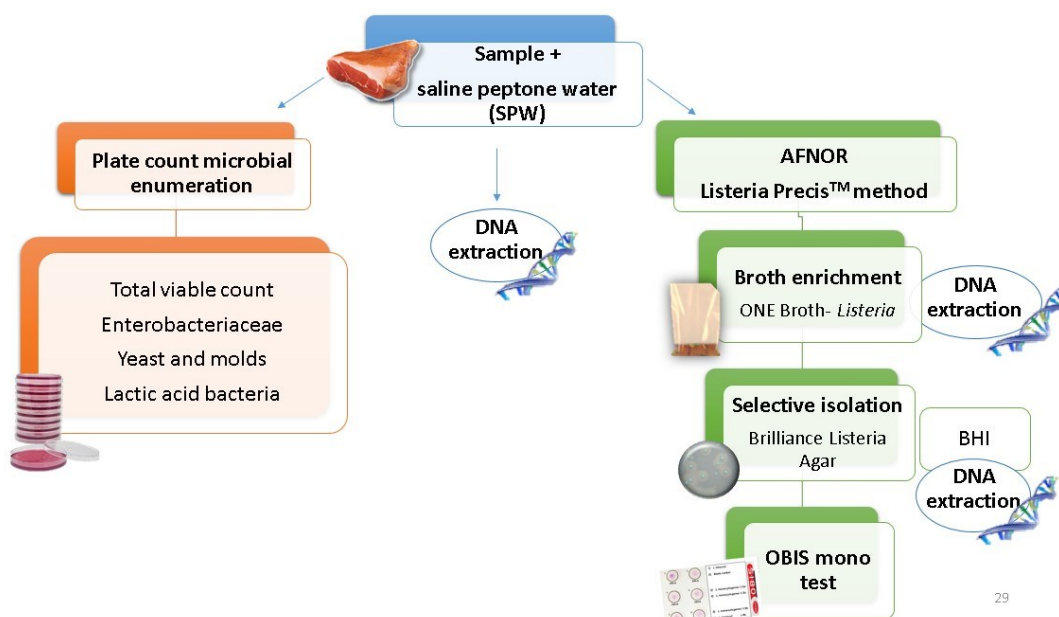 Sample +
saline peptone water
(SPW)
Plate count microbial
enumeration
Total viable count
Enterobacteriaceae
Yeast and molds
Lactic acid bacteria
DNA
extraction
AFNOR
Listeria Precis™ method
Broth enrichment
ONE Broth- Listeria
DNA
extraction
Selective isolation
Brilliance Listeria
Agar
BHI
DNA
extraction
OBIS mono
test
OBIS
29